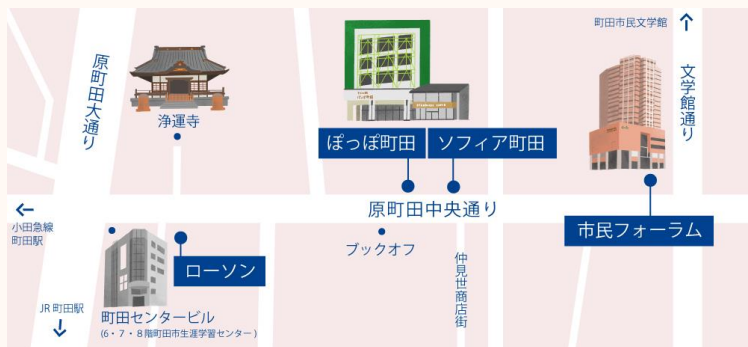 町田市民文学館
↑
原町田大通り
文学館通り
浄運寺
ぽっぽ町田
ソフィア町田
原町田中央通り
←
小田急線
町田駅
市民フォーラム
ブックオフ
仲見世商店街
ローソン
JR 町田駅
↓
町田センタービル
(6・7・8階町田市生涯学習センター)